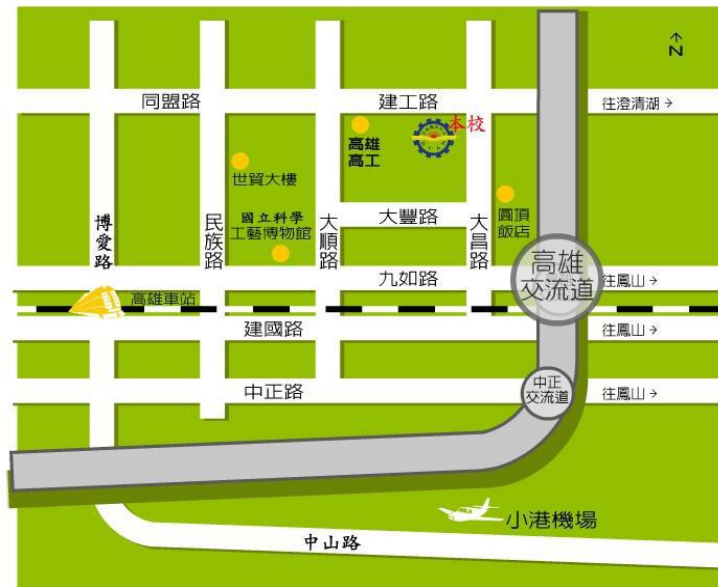 N
同盟路
建工路
往澄清湖
本校
高雄
高工
世貿大樓
國立科學
工藝博物館
博愛路
民族路
大順路
大豐路
大昌路
圓頂
飯店
九如路
高雄
交流道
往鳳山
高雄車站
建國路
往鳳山
中正路
中正
交流道
往鳳山
小港機場
中山路